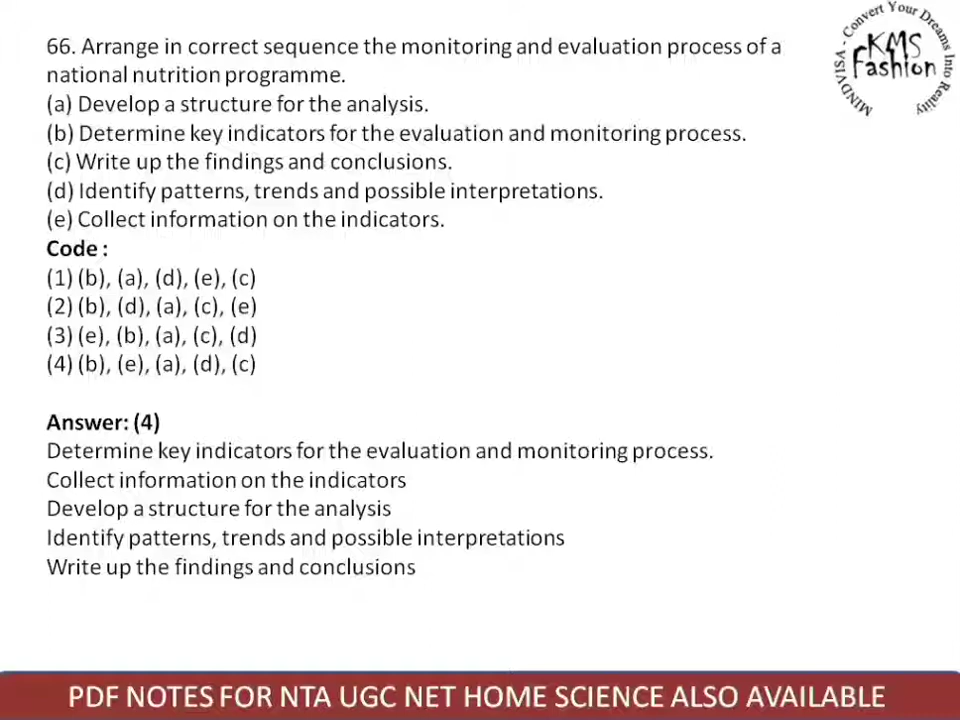 66. Arrange in correct sequence the monitoring and evaluation process of a
national nutrition programme.
(a) Develop a structure for the analysis.
(b) Determine key indicators for the evaluation and monitoring process.
(c) Write up the findings and conclusions.
(d) Identify patterns, trends and possible interpretations.
(e) Collect information on the indicators.
Code :
(1) (b), (a), (d), (e), (c)
(2) (b), (d), (a), (c), (e)
(3) (e), (b), (a), (c), (d)
(4) (b), (e), (a), (d), (c)
Answer: (4)
Determine key indicators for the evaluation and monitoring process.
Collect information on the indicators
Develop a structure for the analysis
Identify patterns, trends and possible interpretations
Write up the findings and conclusions
MINDVISA - Convert Your Dreams Into Reality
KMS
Fashion
PDF NOTES FOR NTA UGC NET HOME SCIENCE ALSO AVAILABLE